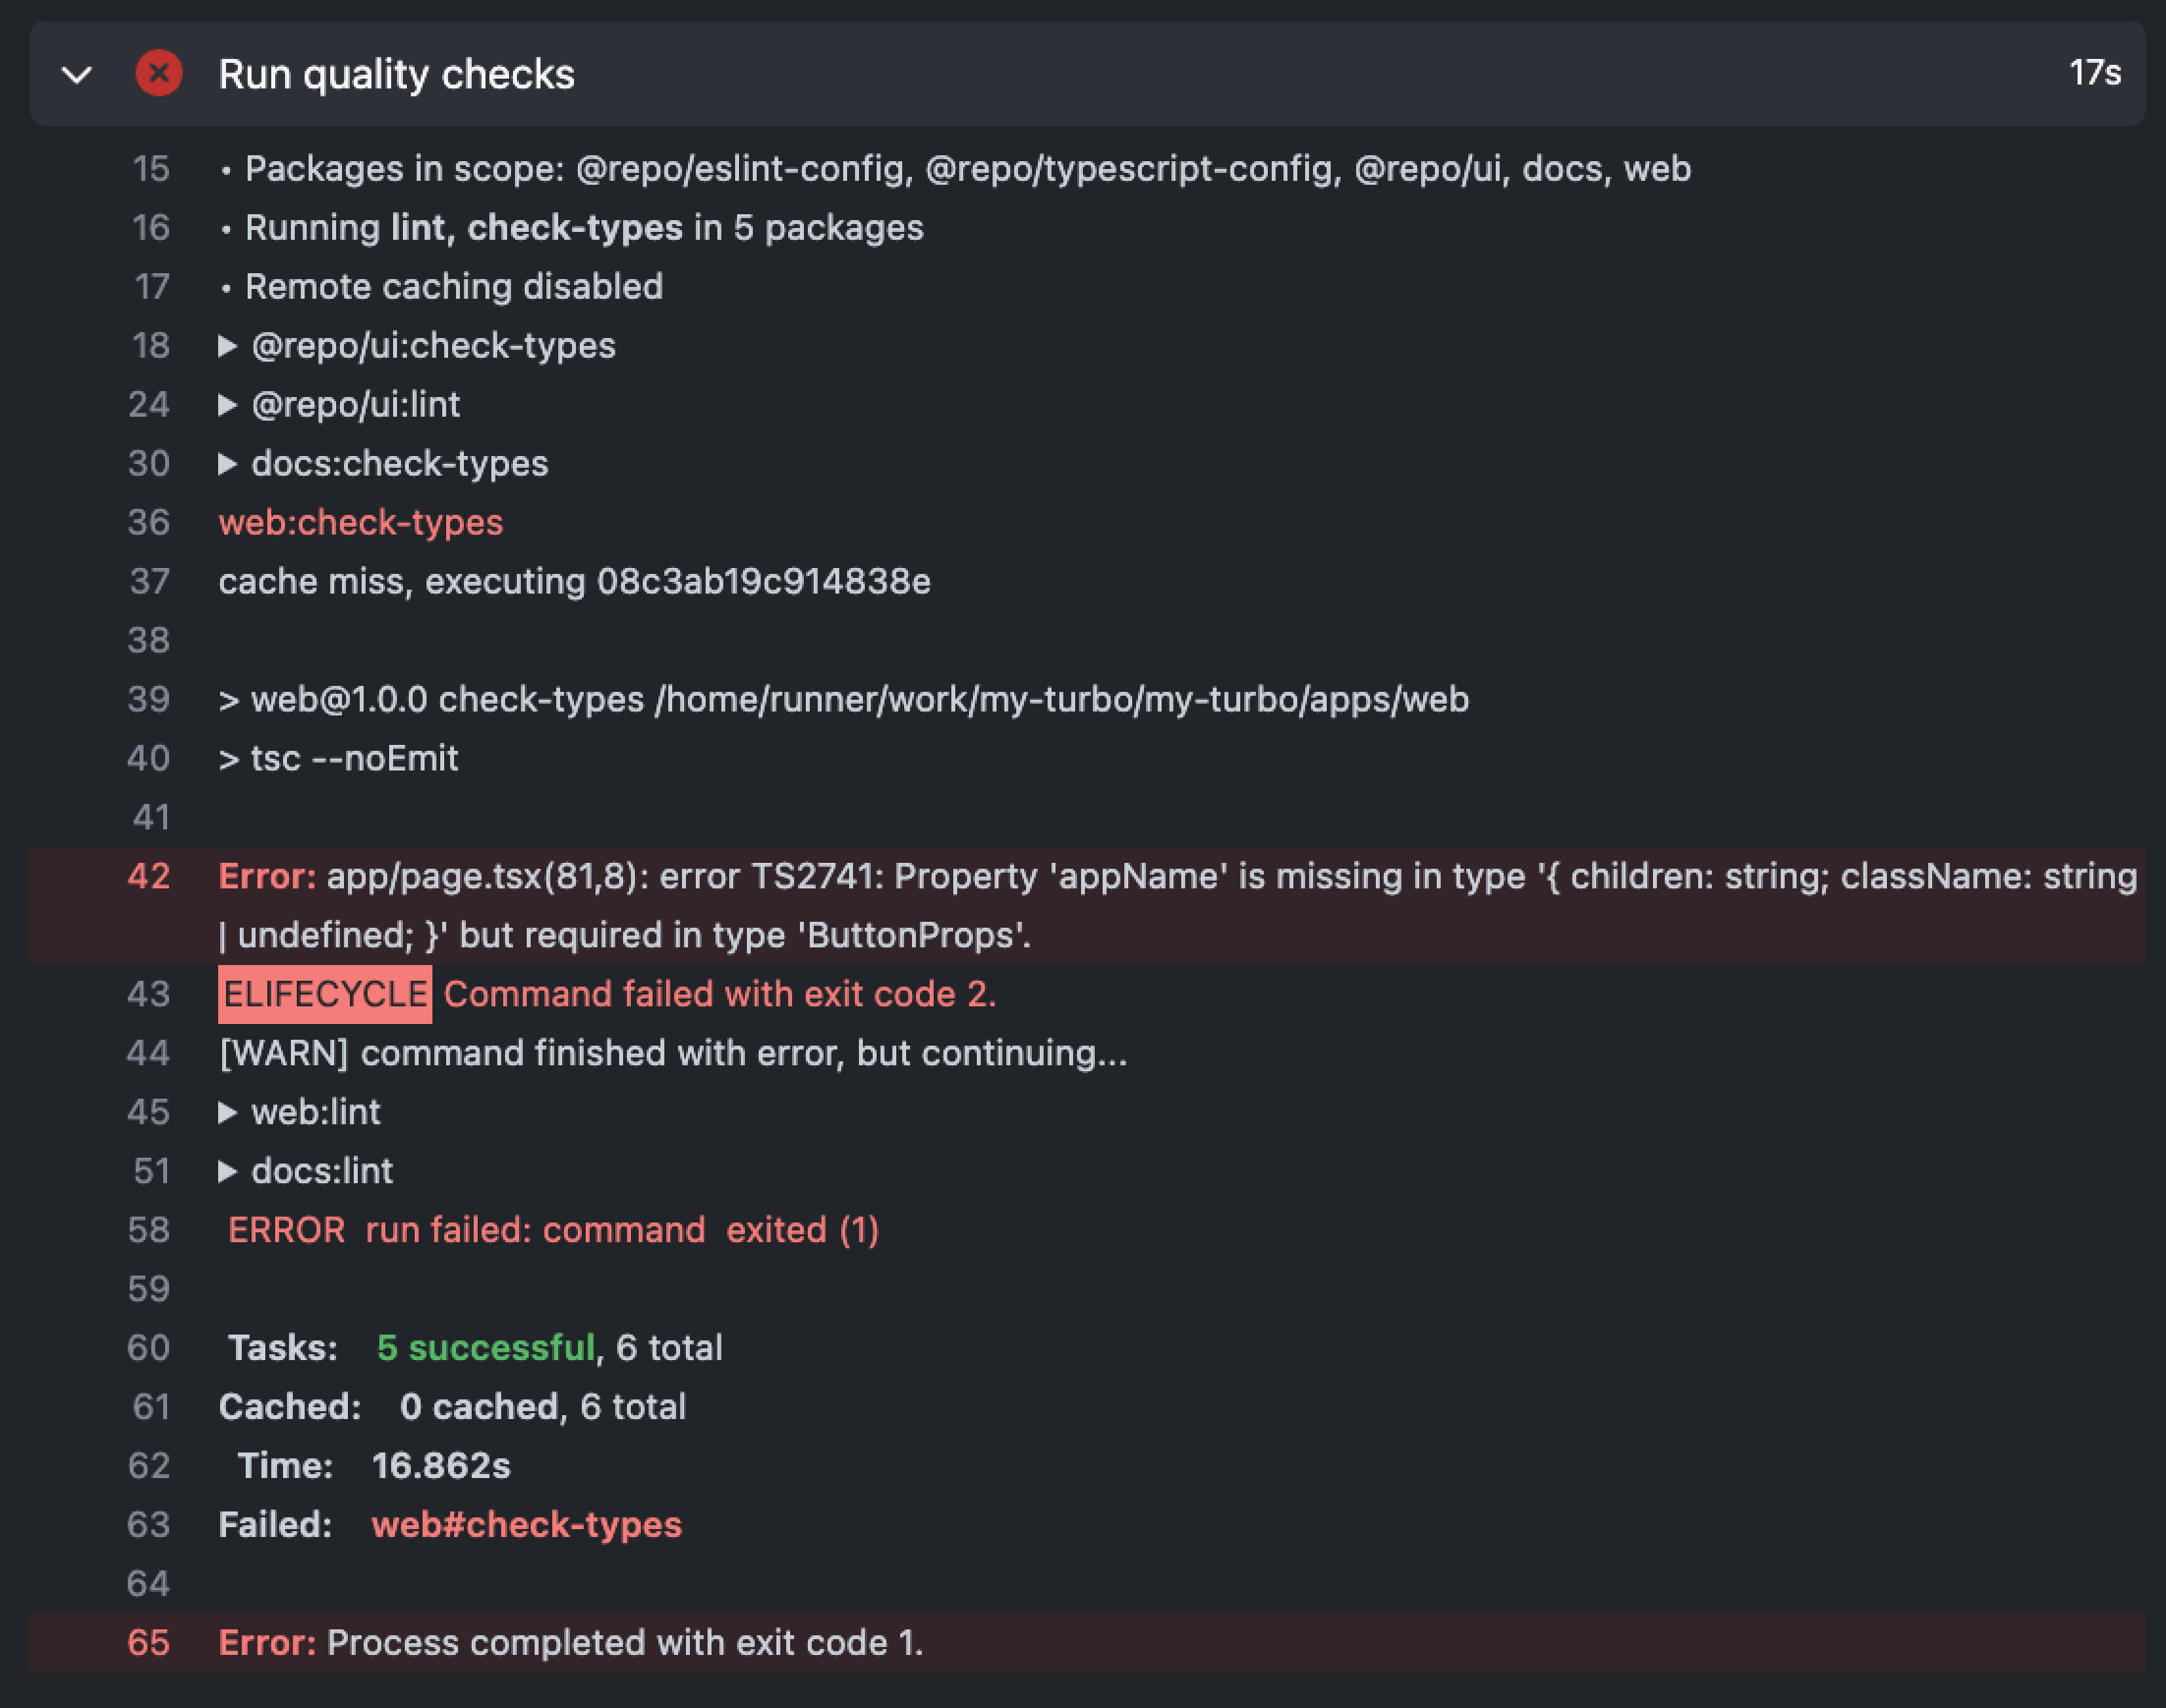 Run quality checks 17s
15 • Packages in scope: @repo/eslint-config, @repo/typescript-config, @repo/ui, docs, web
16 • Running lint, check-types in 5 packages
17 • Remote caching disabled
18 ▶ @repo/ui:check-types
24 ▶ @repo/ui:lint
30 ▶ docs:check-types
36 web:check-types
37 cache miss, executing 08c3ab19c914838e
38
39 > web@1.0.0 check-types /home/runner/work/my-turbo/my-turbo/apps/web
40 > tsc --noEmit
41
42 Error: app/page.tsx(81,8): error TS2741: Property 'appName' is missing in type '{ children: string; className: string
| undefined; }' but required in type 'ButtonProps'.
43 ELIFECYCLE Command failed with exit code 2.
44 [WARN] command finished with error, but continuing...
45 ▶ web:lint
51 ▶ docs:lint
58 ERROR run failed: command exited (1)
59
60 Tasks: 5 successful, 6 total
61 Cached: 0 cached, 6 total
62 Time: 16.862s
63 Failed: web#check-types
64
65 Error: Process completed with exit code 1.